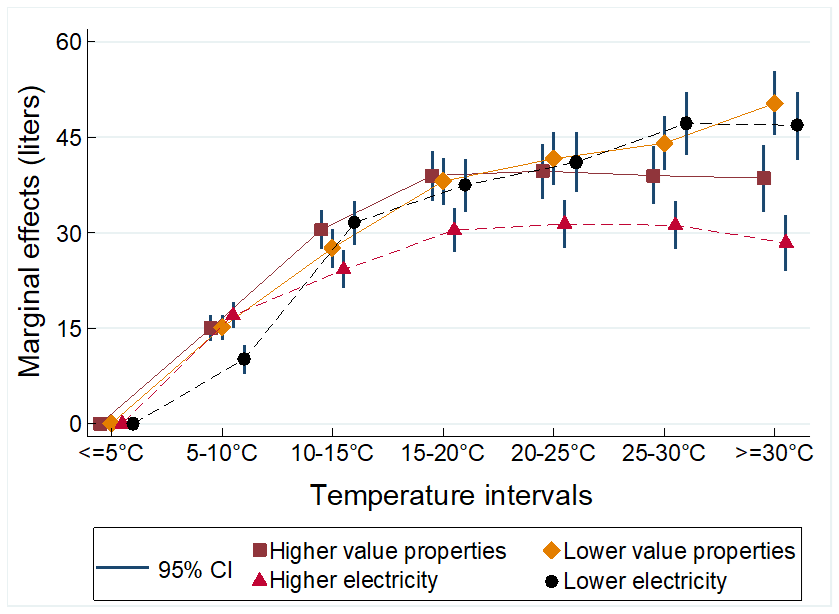 60
45
30
15
0
Marginal effects (liters)
<=5°C 5-10°C 10-15°C 15-20°C 20-25°C 25-30°C >=30°C
Temperature intervals
95% CI
Higher value properties Lower value properties
Higher electricity Lower electricity